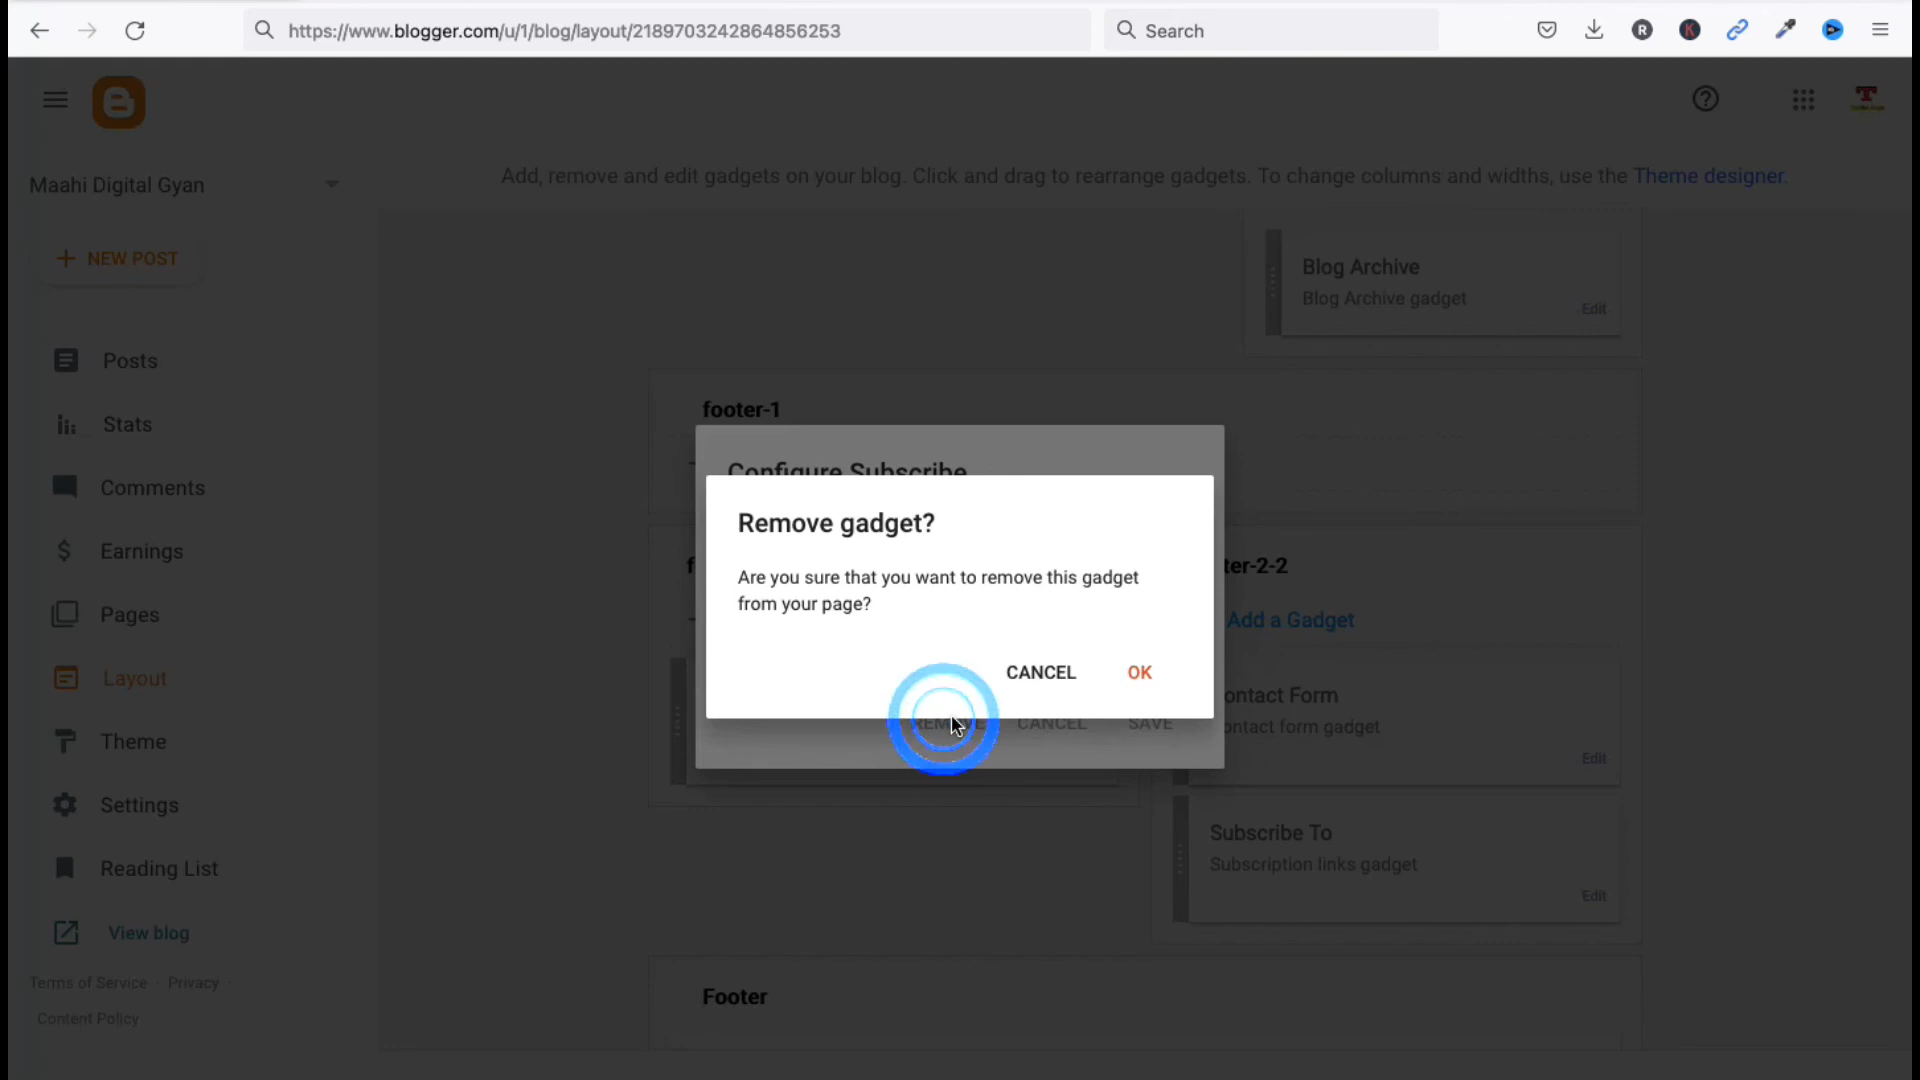 https://www.blogger.com/u/1/blog/layout/2189703242864856253
Search
R
K
Maahi Digital Gyan
Add, remove and edit gadgets on your blog. Click and drag to rearrange gadgets. To change columns and widths, use the Theme designer.
+ NEW POST
Blog Archive
Blog Archive gadget
Edit
Posts
Stats
Comments
Earnings
Pages
Layout
Theme
Settings
Reading List
View blog
Terms of Service · Privacy ·
Content Policy
footer-1
Configure Subscribe
Remove gadget?
Are you sure that you want to remove this gadget
from your page?
CANCEL OK
REMOVE CANCEL SAVE
f
ter-2-2
Add a Gadget
ontact Form
ontact form gadget
Edit
Subscribe To
Subscription links gadget
Edit
Footer